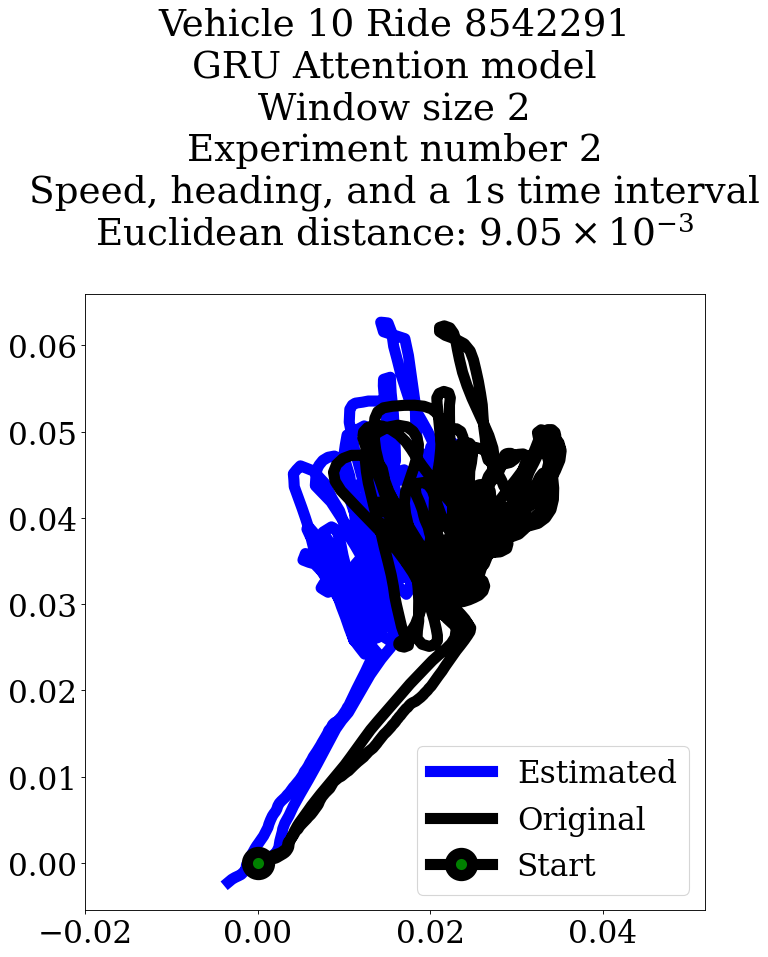 Vehicle 10 Ride 8542291
GRU Attention model
Window size 2
Experiment number 2
Speed, heading, and a 1s time interval
Euclidean distance: 9.05 × 10⁻³
0.06
0.05
0.04
0.03
0.02
0.01
0.00
Estimated
Original
Start
−0.02 0.00 0.02 0.04